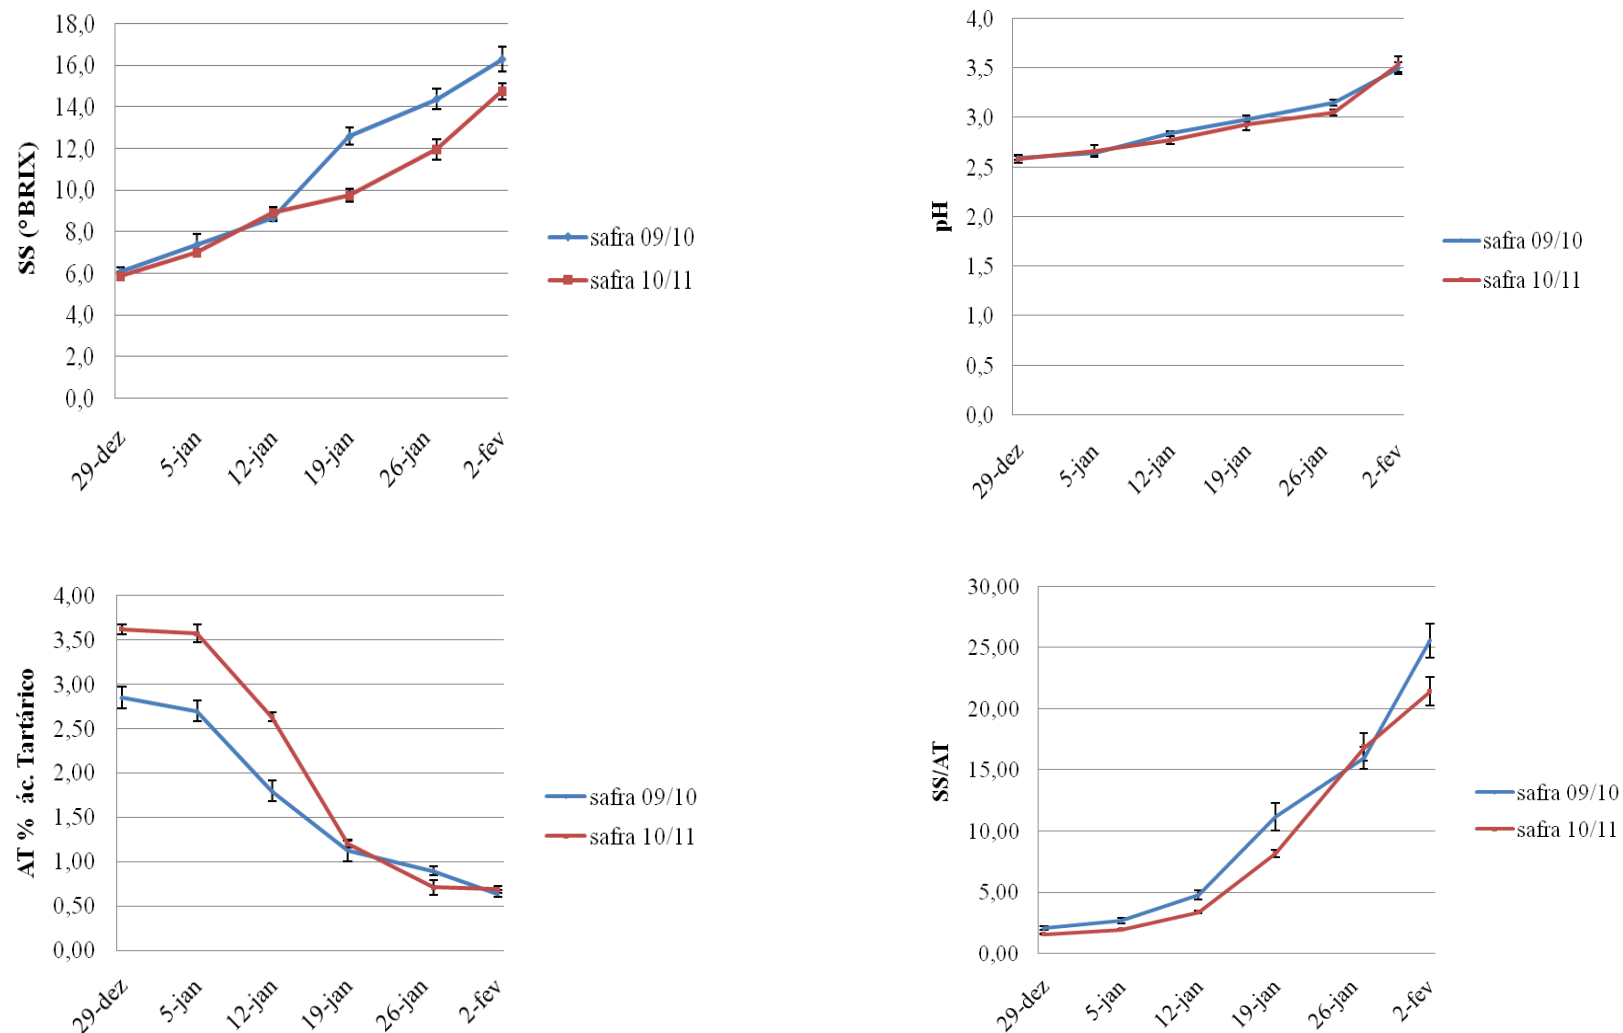 18,0
16,0
14,0
12,0
10,0
8,0
6,0
4,0
2,0
0,0
SS (°BRIX)
29-dez
5-jan
12-jan
19-jan
26-jan
2-fev
safra 09/10
safra 10/11
4,0
3,5
3,0
2,5
2,0
1,5
1,0
0,5
0,0
pH
29-dez
5-jan
12-jan
19-jan
26-jan
2-fev
safra 09/10
safra 10/11
4,00
3,50
3,00
2,50
2,00
1,50
1,00
0,50
0,00
AT % ác. Tartárico
29-dez
5-jan
12-jan
19-jan
26-jan
2-fev
safra 09/10
safra 10/11
30,00
25,00
20,00
15,00
10,00
5,00
0,00
SS/AT
29-dez
5-jan
12-jan
19-jan
26-jan
2-fev
safra 09/10
safra 10/11